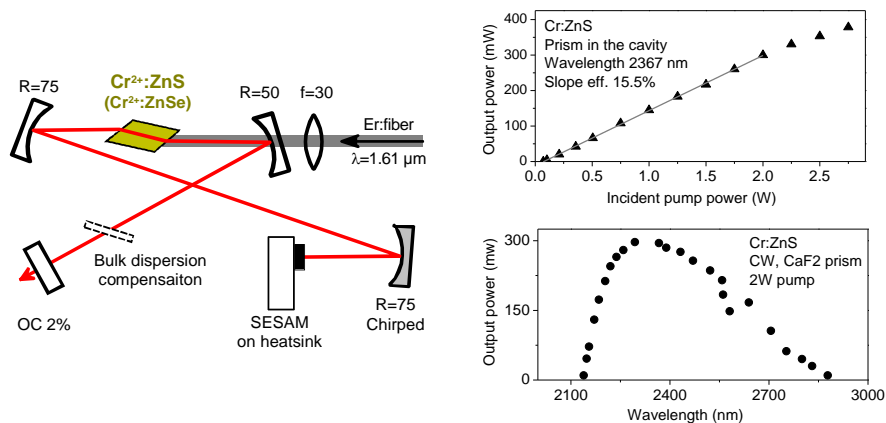 R=75
Cr²⁺:ZnS
(Cr²⁺:ZnSe)
R=50
f=30
Er:fiber
λ=1.61 μm
Bulk dispersion
compensaiton
OC 2%
SESAM
on heatsink
R=75
Chirped
Cr:ZnS
Prism in the cavity
Wavelength 2367 nm
Slope eff. 15.5%
Output power (mW)
400
300
200
100
0
0.0 0.5 1.0 1.5 2.0 2.5
Incident pump power (W)
Cr:ZnS
CW, CaF2 prism
2W pump
Output power (mw)
300
150
0
2100 2400 2700 3000
Wavelength (nm)